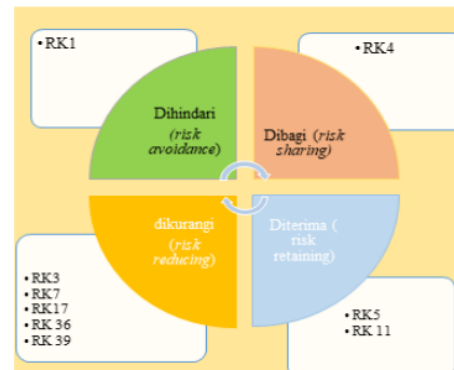 • RK1
• RK4
Dihindari
(risk
avoidance)
Dibagi (risk
sharing)
dikurangi
(risk
reducing)
Diterima (
risk
retaining)
• RK3
• RK7
• RK17
• RK 36
• RK 39
• RK5
• RK 11